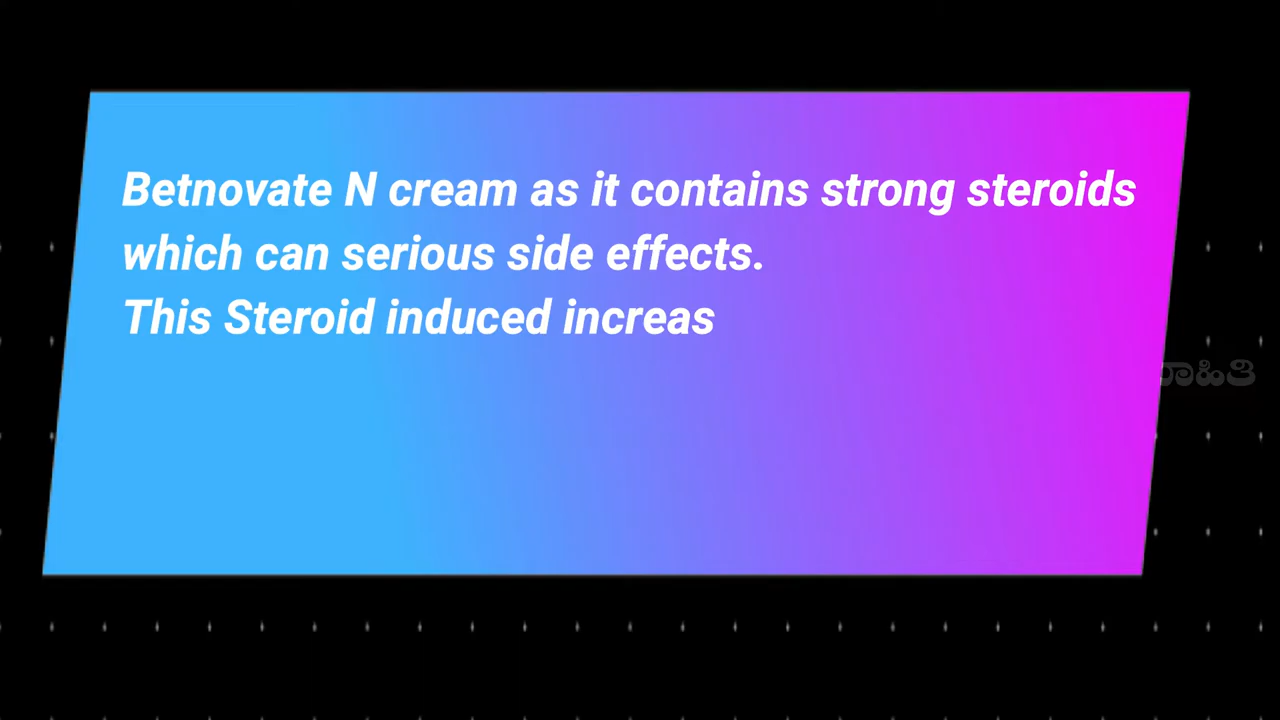 Betnovate N cream as it contains strong steroids
which can serious side effects.
This Steroid induced increas